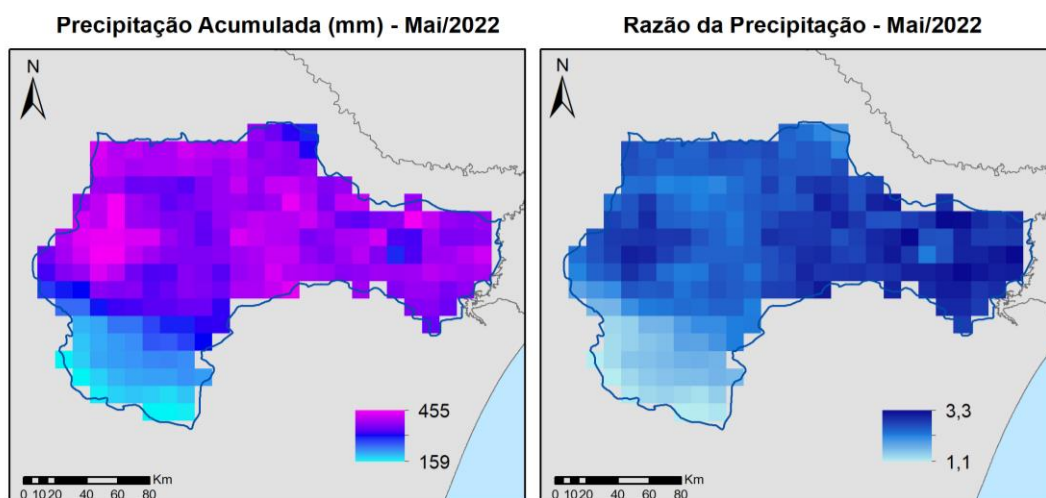 Precipitação Acumulada (mm) - Mai/2022
N
455
159
Km
0 10 20 40 60 80
Razão da Precipitação - Mai/2022
N
3,3
1,1
Km
0 10 20 40 60 80